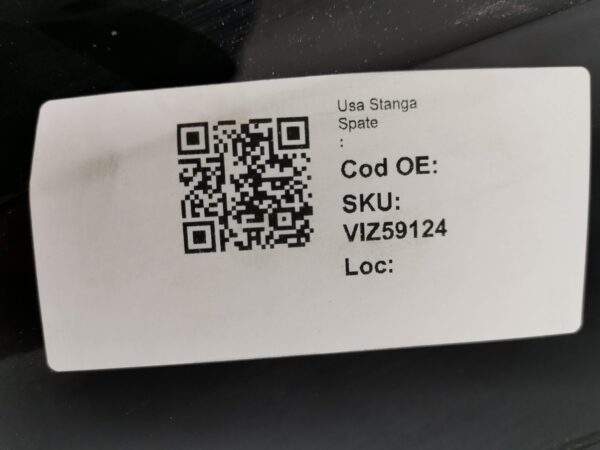 Usa Stanga
Spate
:
Cod OE:
SKU:
VIZ59124
Loc: